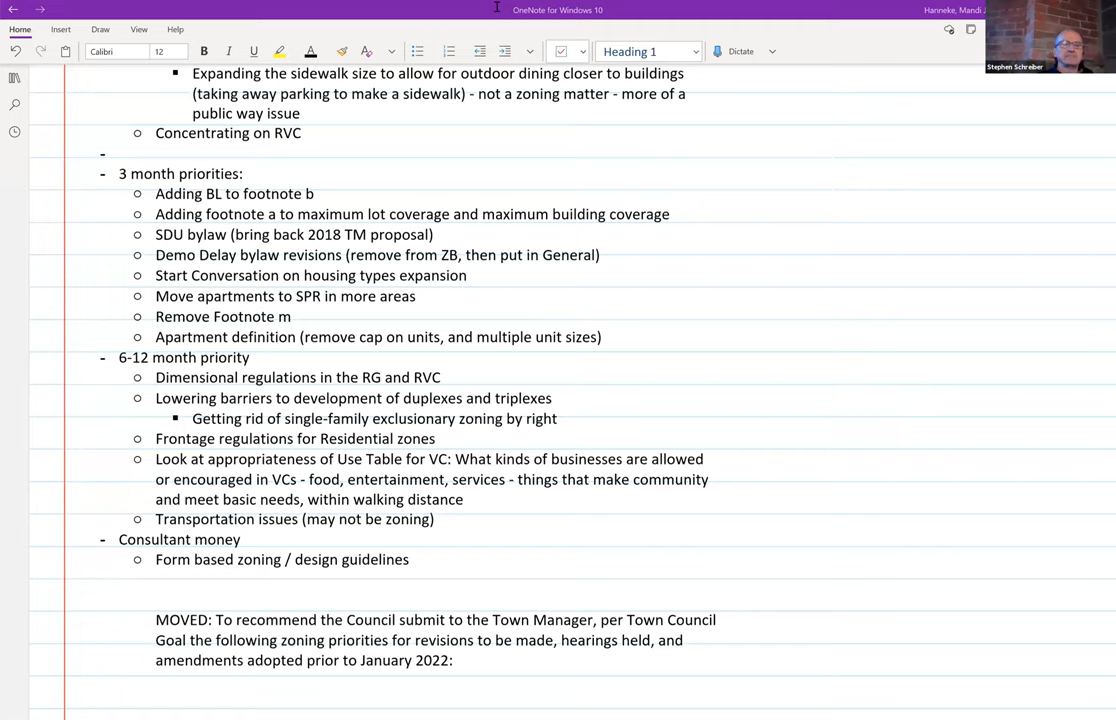 OneNote for Windows 10
Hanneke, Mandi J
Home Insert Draw View Help
Calibri 12 B I U A A Heading 1 Dictate
Stephen Schreiber
▪ Expanding the sidewalk size to allow for outdoor dining closer to buildings
(taking away parking to make a sidewalk) - not a zoning matter - more of a
public way issue
○ Concentrating on RVC
-
- 3 month priorities:
○ Adding BL to footnote b
○ Adding footnote a to maximum lot coverage and maximum building coverage
○ SDU bylaw (bring back 2018 TM proposal)
○ Demo Delay bylaw revisions (remove from ZB, then put in General)
○ Start Conversation on housing types expansion
○ Move apartments to SPR in more areas
○ Remove Footnote m
○ Apartment definition (remove cap on units, and multiple unit sizes)
- 6-12 month priority
○ Dimensional regulations in the RG and RVC
○ Lowering barriers to development of duplexes and triplexes
▪ Getting rid of single-family exclusionary zoning by right
○ Frontage regulations for Residential zones
○ Look at appropriateness of Use Table for VC: What kinds of businesses are allowed
or encouraged in VCs - food, entertainment, services - things that make community
and meet basic needs, within walking distance
○ Transportation issues (may not be zoning)
- Consultant money
○ Form based zoning / design guidelines
MOVED: To recommend the Council submit to the Town Manager, per Town Council
Goal the following zoning priorities for revisions to be made, hearings held, and
amendments adopted prior to January 2022: